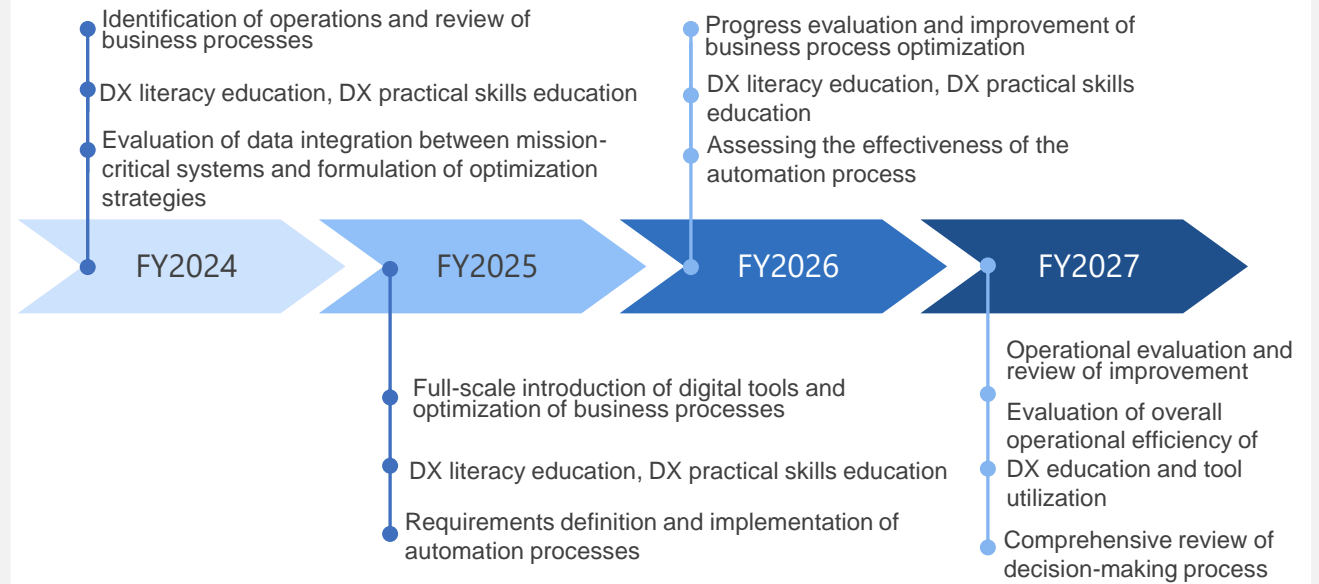 Identification of operations and review of
business processes
DX literacy education, DX practical skills education
Evaluation of data integration between mission-
critical systems and formulation of optimization
strategies
Progress evaluation and improvement of
business process optimization
DX literacy education, DX practical skills
education
Assessing the effectiveness of the
automation process
FY2024
FY2025
FY2026
FY2027
Full-scale introduction of digital tools and
optimization of business processes
DX literacy education, DX practical skills education
Requirements definition and implementation of
automation processes
Operational evaluation and
review of improvement
Evaluation of overall
operational efficiency of
DX education and tool
utilization
Comprehensive review of
decision-making process